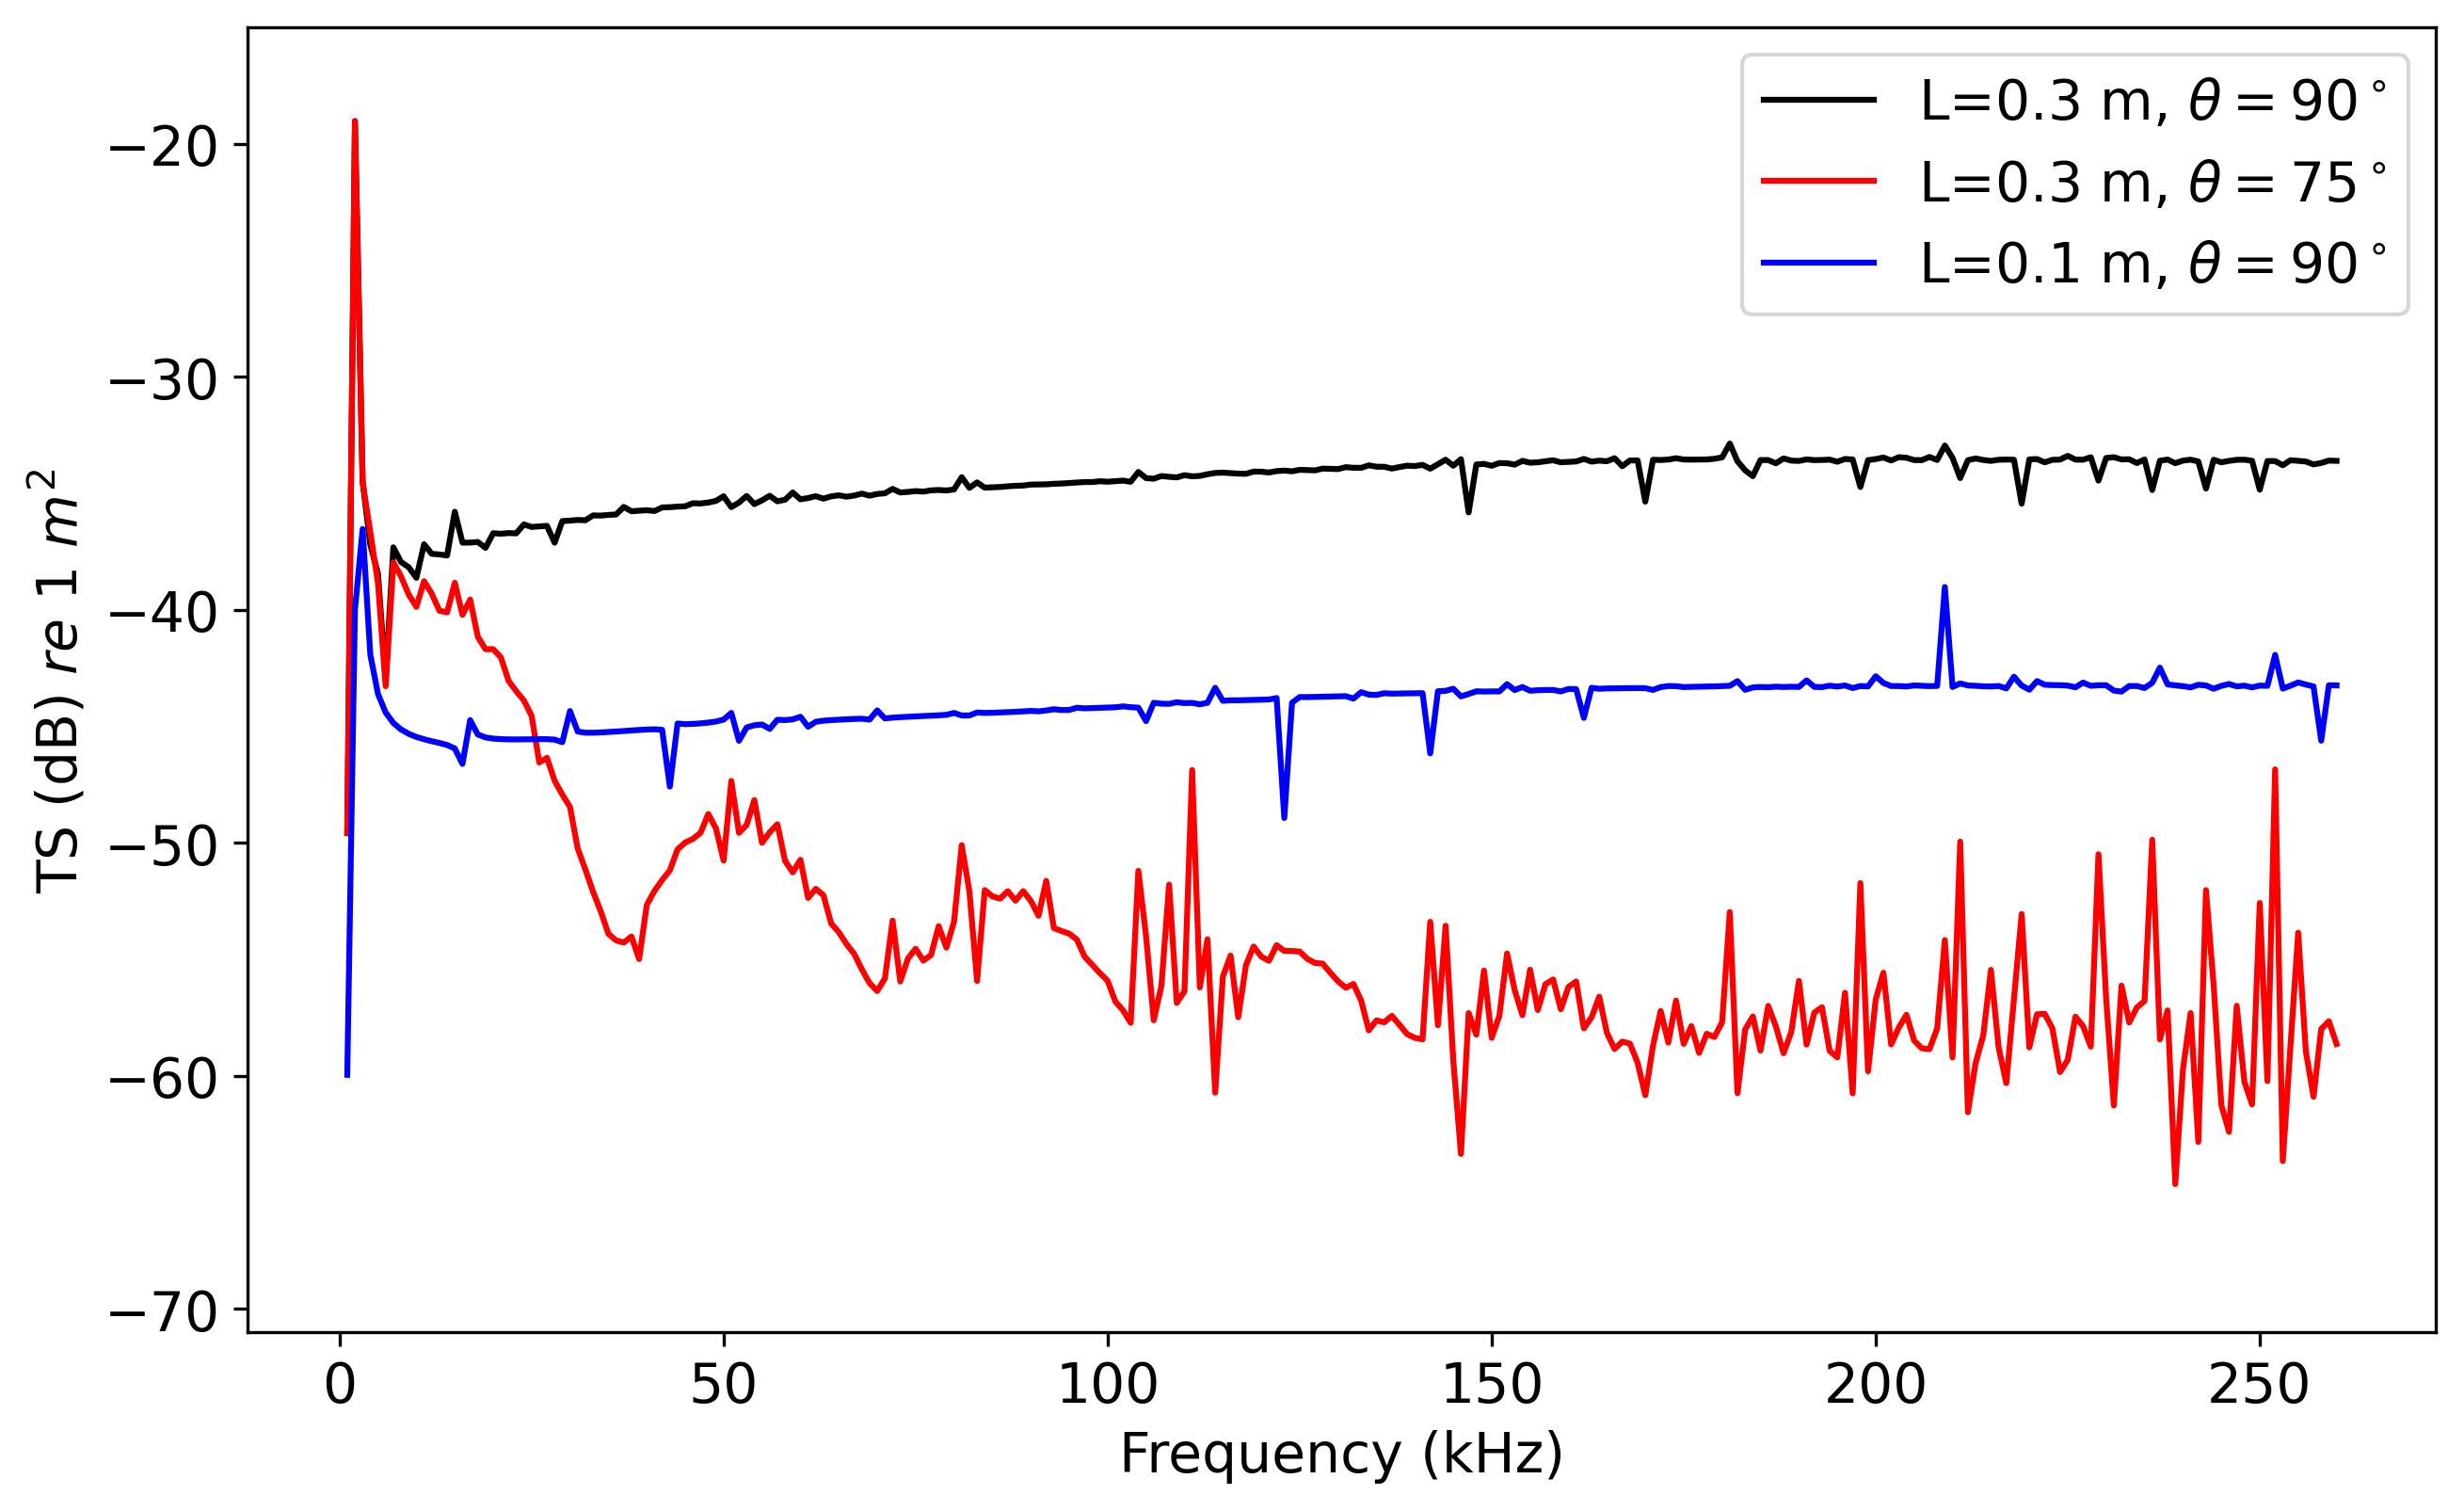 L=0.3 m, θ = 90°
L=0.3 m, θ = 75°
L=0.1 m, θ = 90°
TS (dB) re 1 m²
−20
−30
−40
−50
−60
−70
0 50 100 150 200 250
Frequency (kHz)